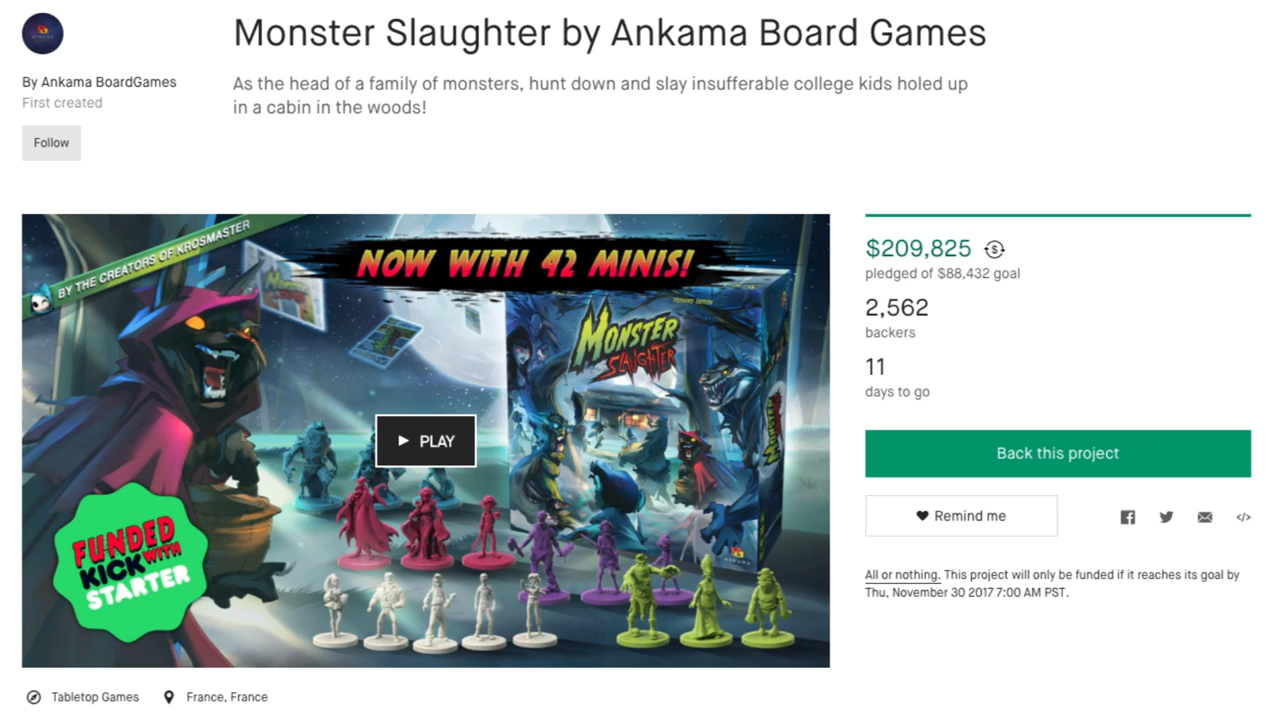 Monster Slaughter by Ankama Board Games
By Ankama BoardGames
First created
Follow
As the head of a family of monsters, hunt down and slay insufferable college kids holed up
in a cabin in the woods!
BY THE CREATORS OF KROSMASTER
NOW WITH 42 MINIS!
MONSTER
SLAUGHTER
MONSTER
PLAY
FUNDED
WITH
KICK
STARTER
$209,825
pledged of $88,432 goal
2,562
backers
11
days to go
Back this project
Remind me
</>
All or nothing. This project will only be funded if it reaches its goal by
Thu, November 30 2017 7:00 AM PST.
Tabletop Games
France, France